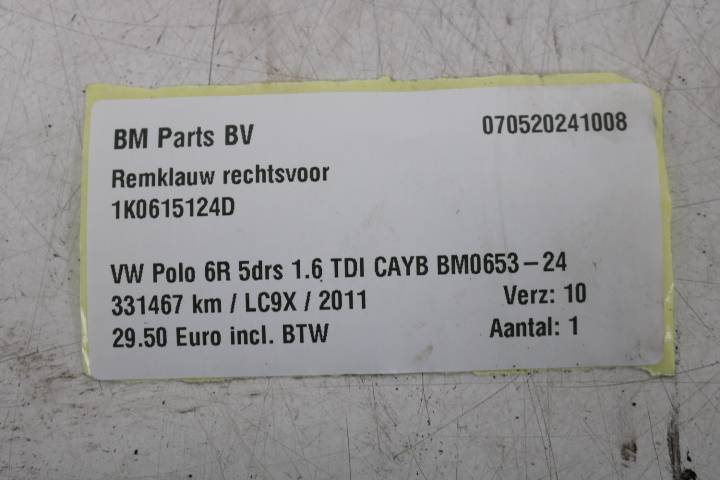 BM Parts BV 070520241008
Remklauw rechtsvoor
1K0615124D
VW Polo 6R 5drs 1.6 TDI CAYB BM0653-24
331467 km / LC9X / 2011 Verz: 10
29.50 Euro incl. BTW Aantal: 1